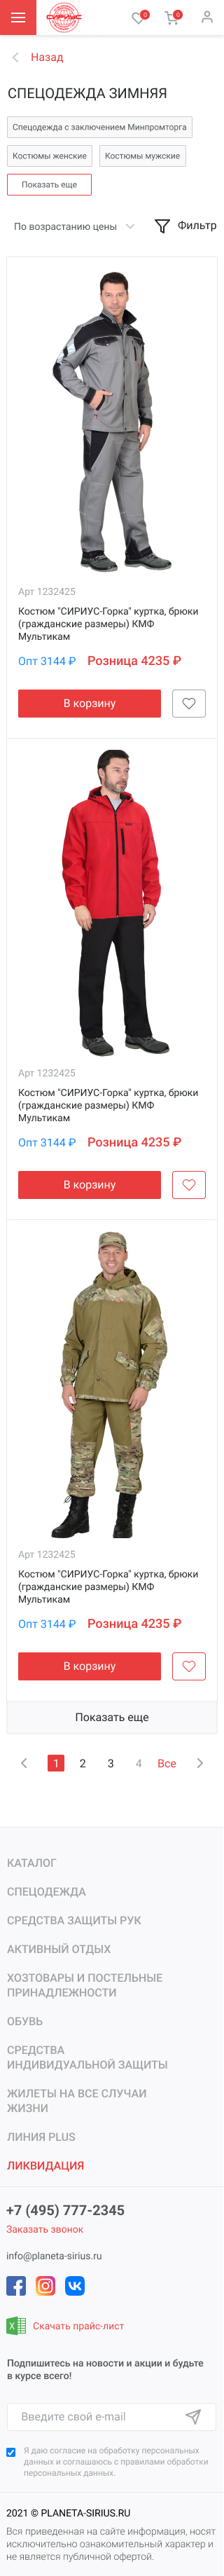 СИРИУС
0
0
Назад
СПЕЦОДЕЖДА ЗИМНЯЯ
Спецодежда с заключением Минпромторга
Костюмы женские
Костюмы мужские
Показать еще
По возрастанию цены
Фильтр
Арт 1232425
Костюм "СИРИУС-Горка" куртка, брюки
(гражданские размеры) КМФ
Мультикам
Опт 3144 ₽ Розница 4235 ₽
В корзину
Арт 1232425
Костюм "СИРИУС-Горка" куртка, брюки
(гражданские размеры) КМФ
Мультикам
Опт 3144 ₽ Розница 4235 ₽
В корзину
Арт 1232425
Костюм "СИРИУС-Горка" куртка, брюки
(гражданские размеры) КМФ
Мультикам
Опт 3144 ₽ Розница 4235 ₽
В корзину
Показать еще
1 2 3 4 Все
КАТАЛОГ
СПЕЦОДЕЖДА
СРЕДСТВА ЗАЩИТЫ РУК
АКТИВНЫЙ ОТДЫХ
ХОЗТОВАРЫ И ПОСТЕЛЬНЫЕ
ПРИНАДЛЕЖНОСТИ
ОБУВЬ
СРЕДСТВА
ИНДИВИДУАЛЬНОЙ ЗАЩИТЫ
ЖИЛЕТЫ НА ВСЕ СЛУЧАИ
ЖИЗНИ
ЛИНИЯ PLUS
ЛИКВИДАЦИЯ
+7 (495) 777-2345
Заказать звонок
info@planeta-sirius.ru
Скачать прайс-лист
Подпишитесь на новости и акции и будьте
в курсе всего!
Введите свой e-mail
Я даю согласие на обработку персональных
данных и соглашаюсь с правилами обработки
персональных данных.
2021 © PLANETA-SIRIUS.RU
Вся приведенная на сайте информация, носят
исключительно ознакомительный характер и
не является публичной офертой.